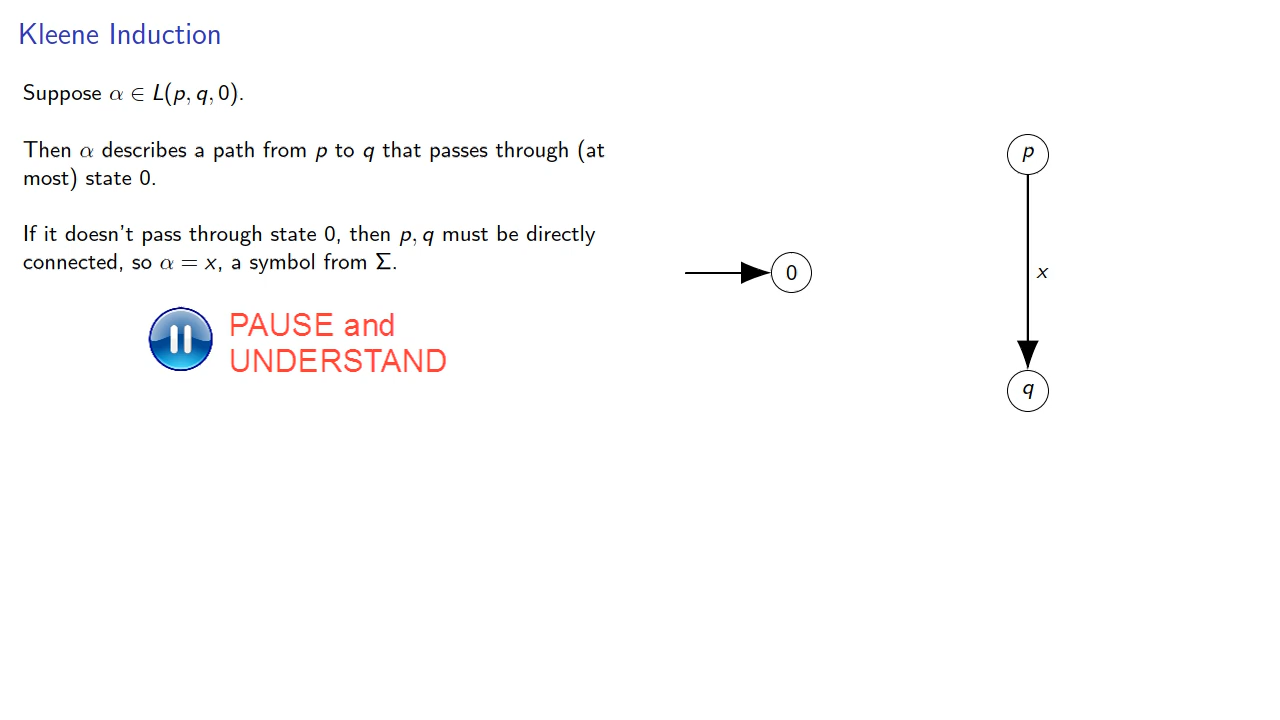 Kleene Induction
Suppose α ∈ L(p, q, 0).
Then α describes a path from p to q that passes through (at
most) state 0.
If it doesn't pass through state 0, then p, q must be directly
connected, so α = x, a symbol from Σ.
PAUSE and
UNDERSTAND
p
0
x
q